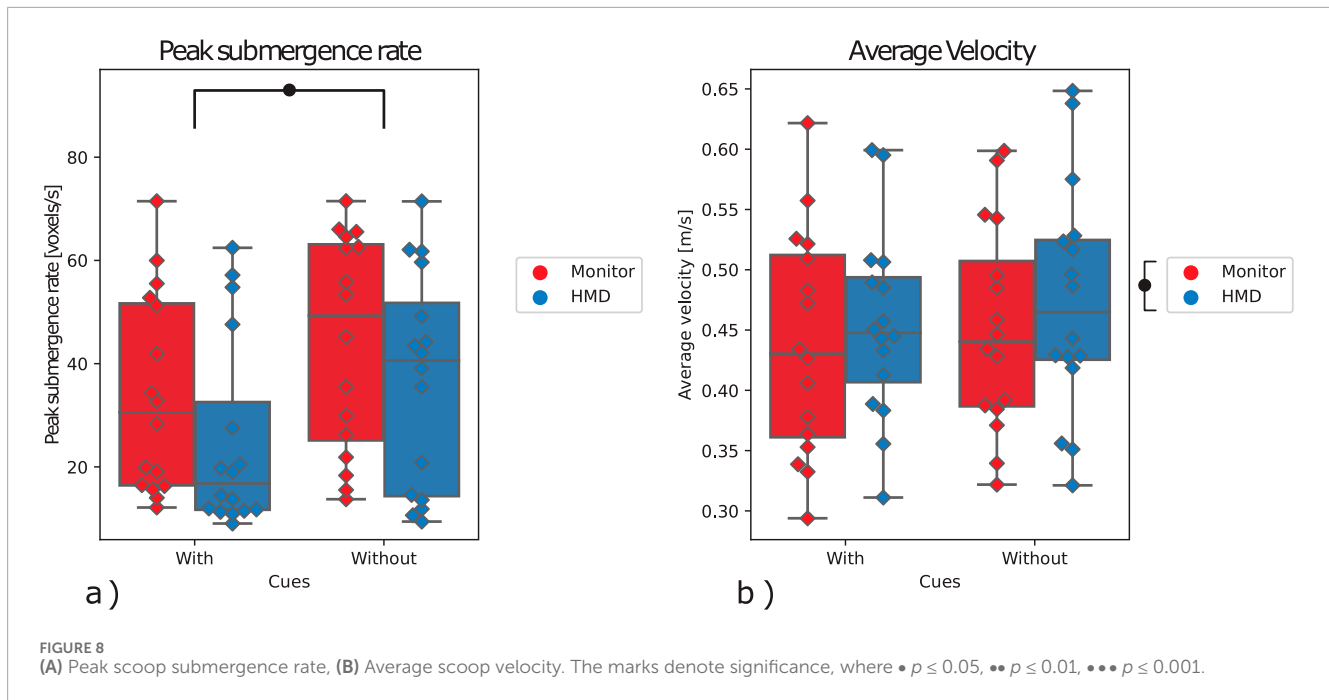 Peak submergence rate
Peak submergence rate [voxels/s]
80
60
40
20
With
Without
Cues
a )
Monitor
HMD
Average Velocity
Average velocity [m/s]
0.65
0.60
0.55
0.50
0.45
0.40
0.35
0.30
With
Without
Cues
b )
Monitor
HMD
FIGURE 8
(A) Peak scoop submergence rate, (B) Average scoop velocity. The marks denote significance, where • p ≤ 0.05, •• p ≤ 0.01, ••• p ≤ 0.001.